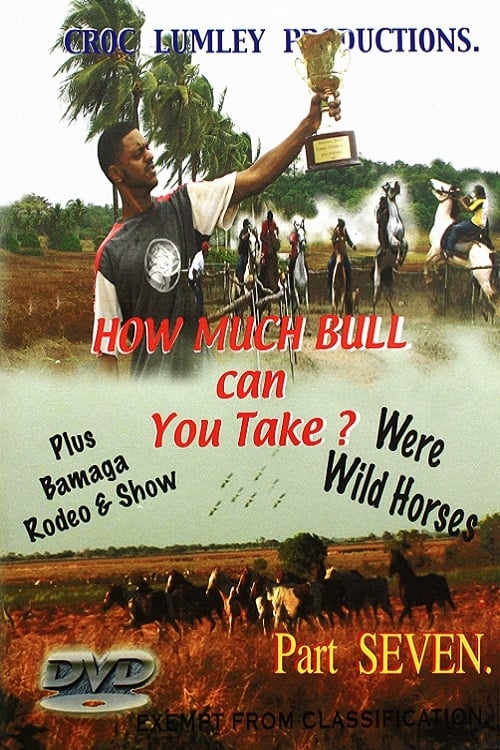 CROC LUMLEY PRODUCTIONS.
HOW MUCH BULL
can
You Take ?
Plus
Bamaga
Rodeo & Show
Were
Wild Horses
Part SEVEN.
DVD
EXEMPT FROM CLASSIFICATION.